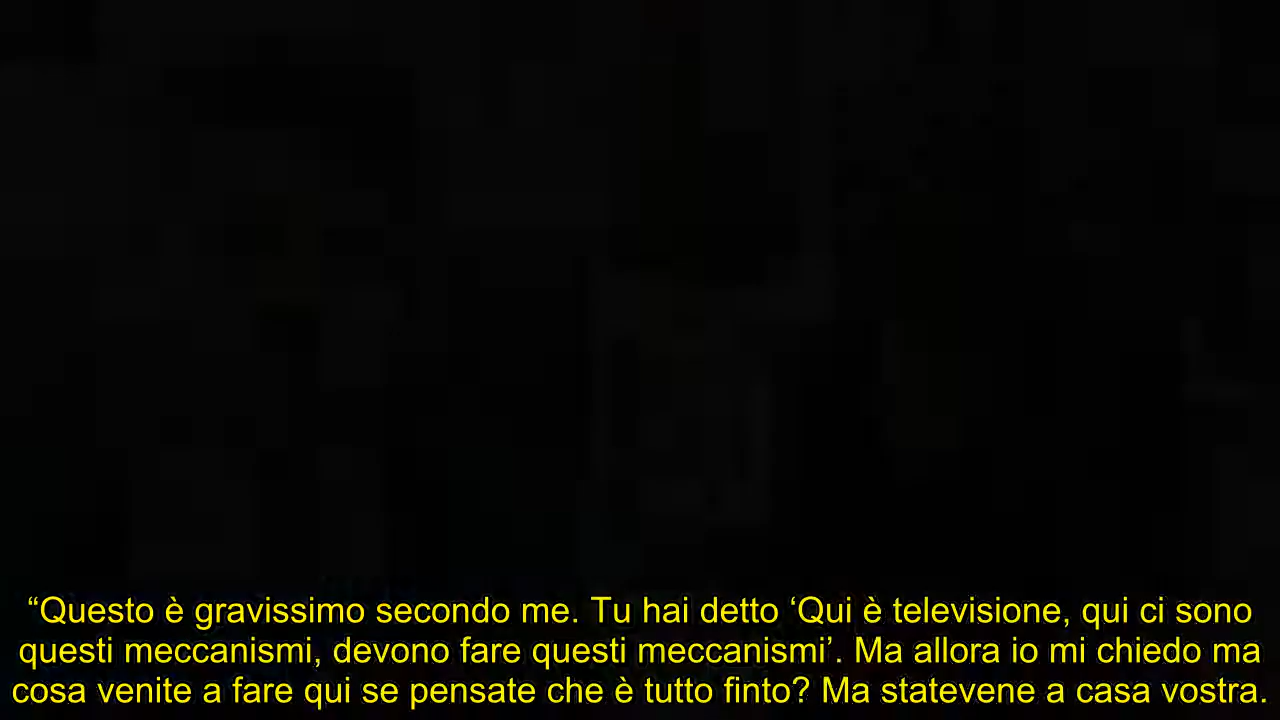 “Questo è gravissimo secondo me. Tu hai detto ‘Qui è televisione, qui ci sono
questi meccanismi, devono fare questi meccanismi’. Ma allora io mi chiedo ma
cosa venite a fare qui se pensate che è tutto finto? Ma statevene a casa vostra.